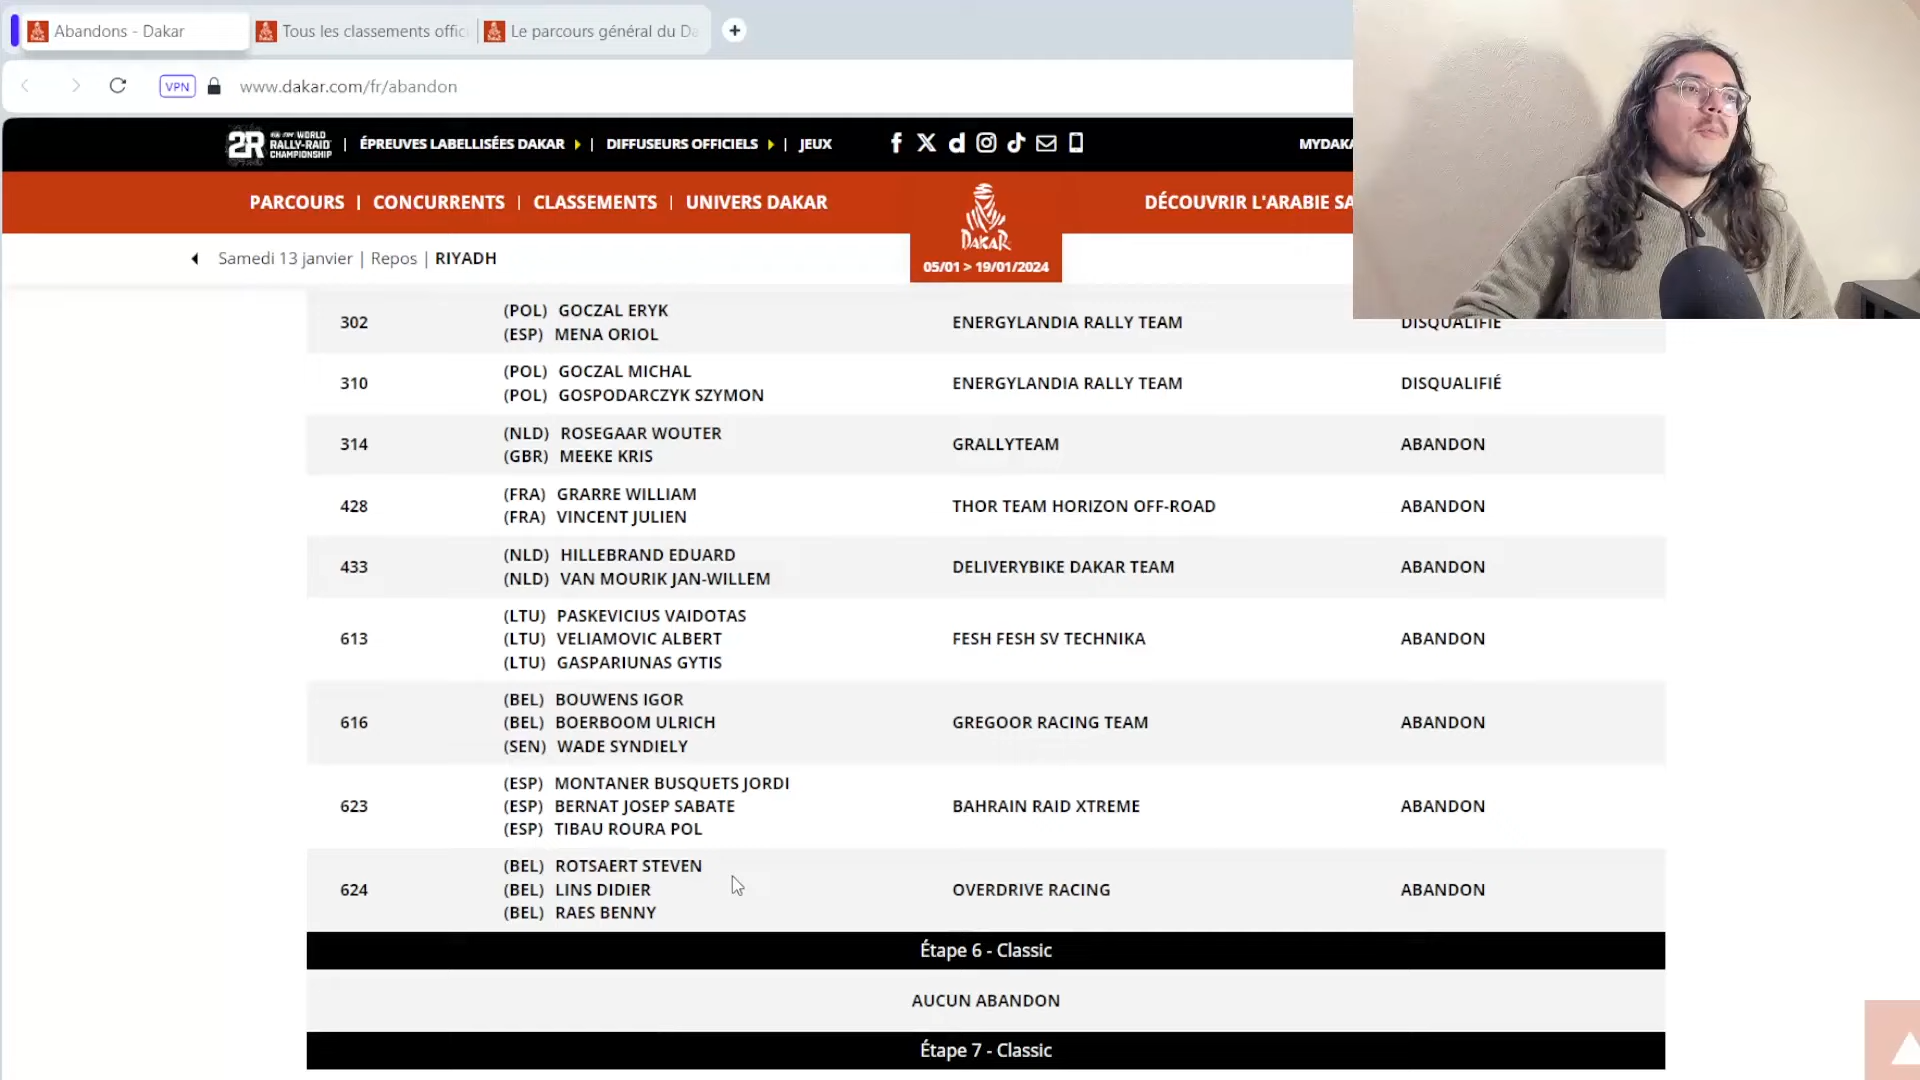 Abandons - Dakar
Tous les classements offic
Le parcours général du Da
VPN
www.dakar.com/fr/abandon
2R WORLD RALLY-RAID CHAMPIONSHIP | ÉPREUVES LABELLISÉES DAKAR | DIFFUSEURS OFFICIELS | JEUX
MYDAKA
PARCOURS | CONCURRENTS | CLASSEMENTS | UNIVERS DAKAR
DAKAR
DÉCOUVRIR L'ARABIE SA
Samedi 13 janvier | Repos | RIYADH
05/01 > 19/01/2024
302
(POL) GOCZAL ERYK
(ESP) MENA ORIOL
ENERGYLANDIA RALLY TEAM
DISQUALIFIÉ
310
(POL) GOCZAL MICHAL
(POL) GOSPODARCZYK SZYMON
ENERGYLANDIA RALLY TEAM
DISQUALIFIÉ
314
(NLD) ROSEGAAR WOUTER
(GBR) MEEKE KRIS
GRALLYTEAM
ABANDON
428
(FRA) GRARRE WILLIAM
(FRA) VINCENT JULIEN
THOR TEAM HORIZON OFF-ROAD
ABANDON
433
(NLD) HILLEBRAND EDUARD
(NLD) VAN MOURIK JAN-WILLEM
DELIVERYBIKE DAKAR TEAM
ABANDON
613
(LTU) PASKEVICIUS VAIDOTAS
(LTU) VELIAMOVIC ALBERT
(LTU) GASPARIUNAS GYTIS
FESH FESH SV TECHNIKA
ABANDON
616
(BEL) BOUWENS IGOR
(BEL) BOERBOOM ULRICH
(SEN) WADE SYNDIELY
GREGOOR RACING TEAM
ABANDON
623
(ESP) MONTANER BUSQUETS JORDI
(ESP) BERNAT JOSEP SABATE
(ESP) TIBAU ROURA POL
BAHRAIN RAID XTREME
ABANDON
624
(BEL) ROTSAERT STEVEN
(BEL) LINS DIDIER
(BEL) RAES BENNY
OVERDRIVE RACING
ABANDON
Étape 6 - Classic
AUCUN ABANDON
Étape 7 - Classic